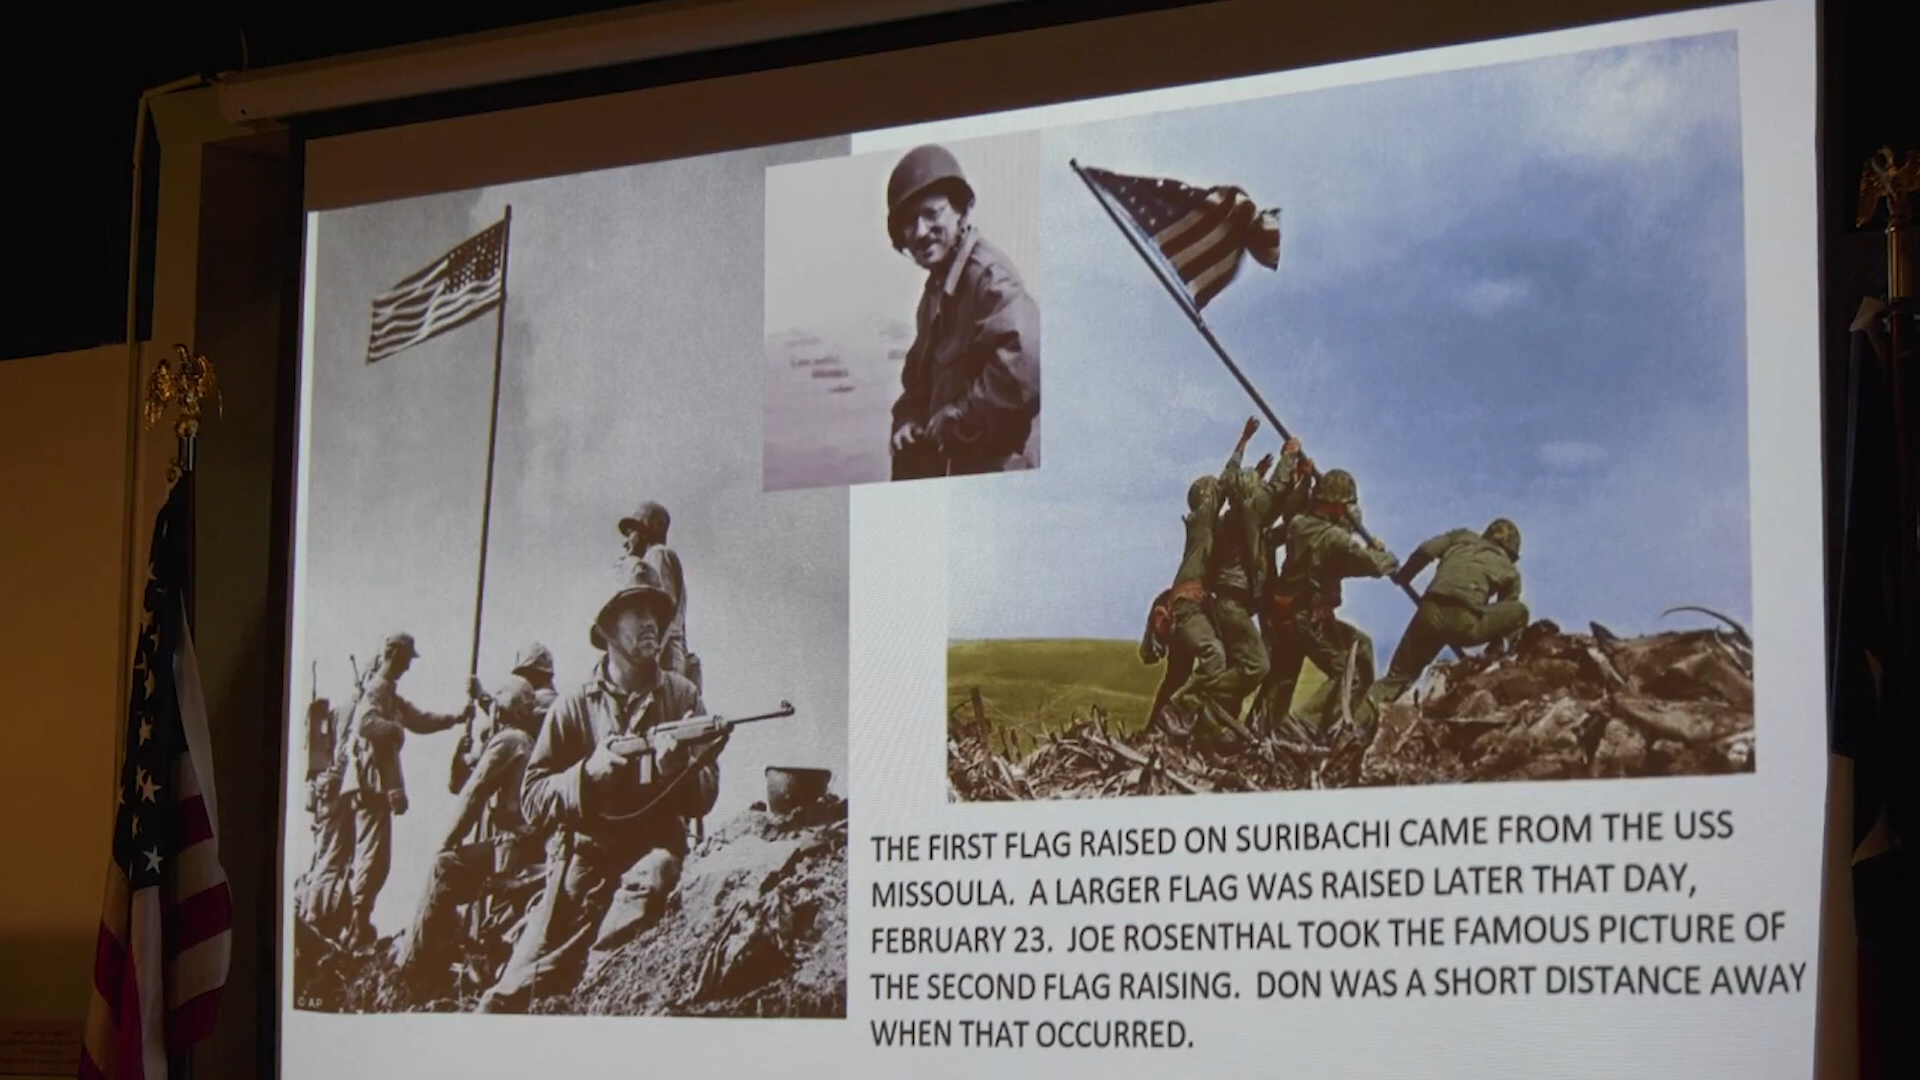 THE FIRST FLAG RAISED ON SURIBACHI CAME FROM THE USS
MISSOULA. A LARGER FLAG WAS RAISED LATER THAT DAY,
FEBRUARY 23. JOE ROSENTHAL TOOK THE FAMOUS PICTURE OF
THE SECOND FLAG RAISING. DON WAS A SHORT DISTANCE AWAY
WHEN THAT OCCURRED.
© AP